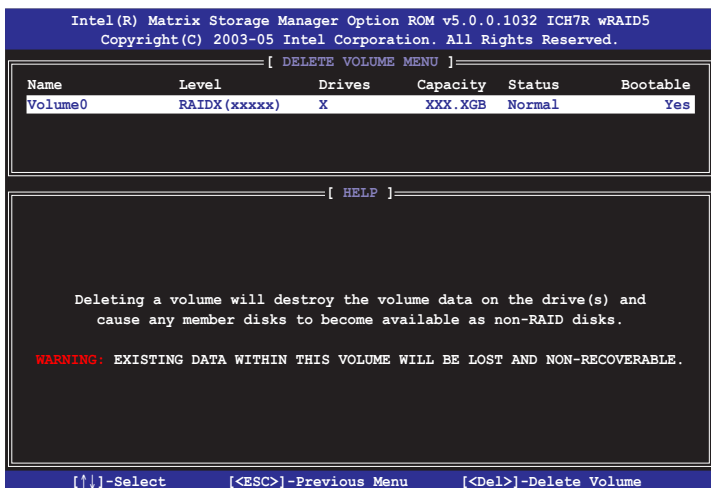 Intel(R) Matrix Storage Manager Option ROM v5.0.0.1032 ICH7R wRAID5
Copyright(C) 2003-05 Intel Corporation. All Rights Reserved.
[ DELETE VOLUME MENU ]
Name Level Drives Capacity Status Bootable
Volume0 RAIDX(xxxxx) X XXX.XGB Normal Yes
[ HELP ]
Deleting a volume will destroy the volume data on the drive(s) and
cause any member disks to become available as non-RAID disks.
WARNING: EXISTING DATA WITHIN THIS VOLUME WILL BE LOST AND NON-RECOVERABLE.
[↑↓]-Select [<ESC>]-Previous Menu [<Del>]-Delete Volume